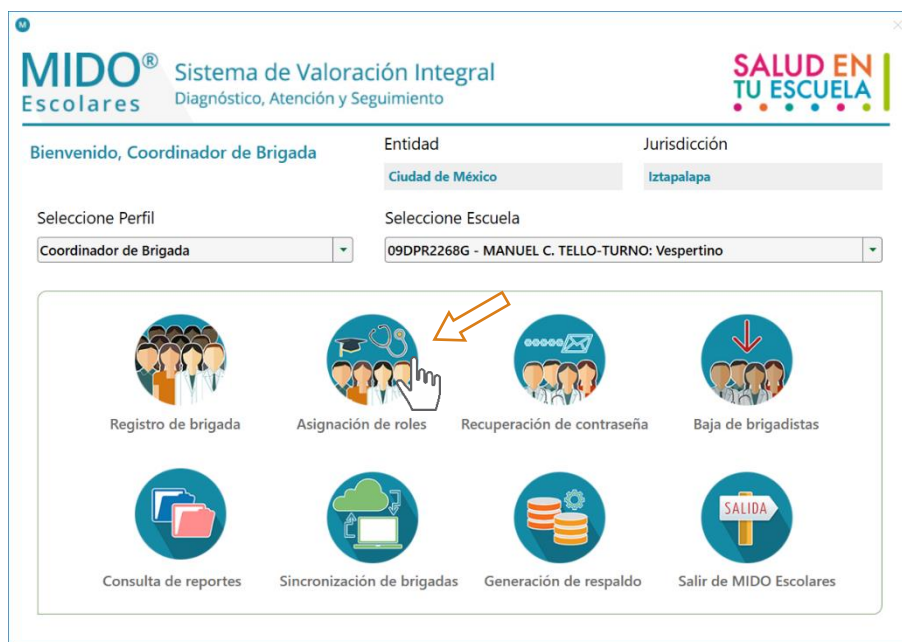 M
MIDO®
Escolares
Sistema de Valoración Integral
Diagnóstico, Atención y Seguimiento
SALUD EN
TU ESCUELA
Bienvenido, Coordinador de Brigada
Entidad
Jurisdicción
Ciudad de México
Iztapalapa
Seleccione Perfil
Seleccione Escuela
Coordinador de Brigada
09DPR2268G - MANUEL C. TELLO-TURNO: Vespertino
Registro de brigada
Asignación de roles
Recuperación de contraseña
Baja de brigadistas
SALIDA
Consulta de reportes
Sincronización de brigadas
Generación de respaldo
Salir de MIDO Escolares